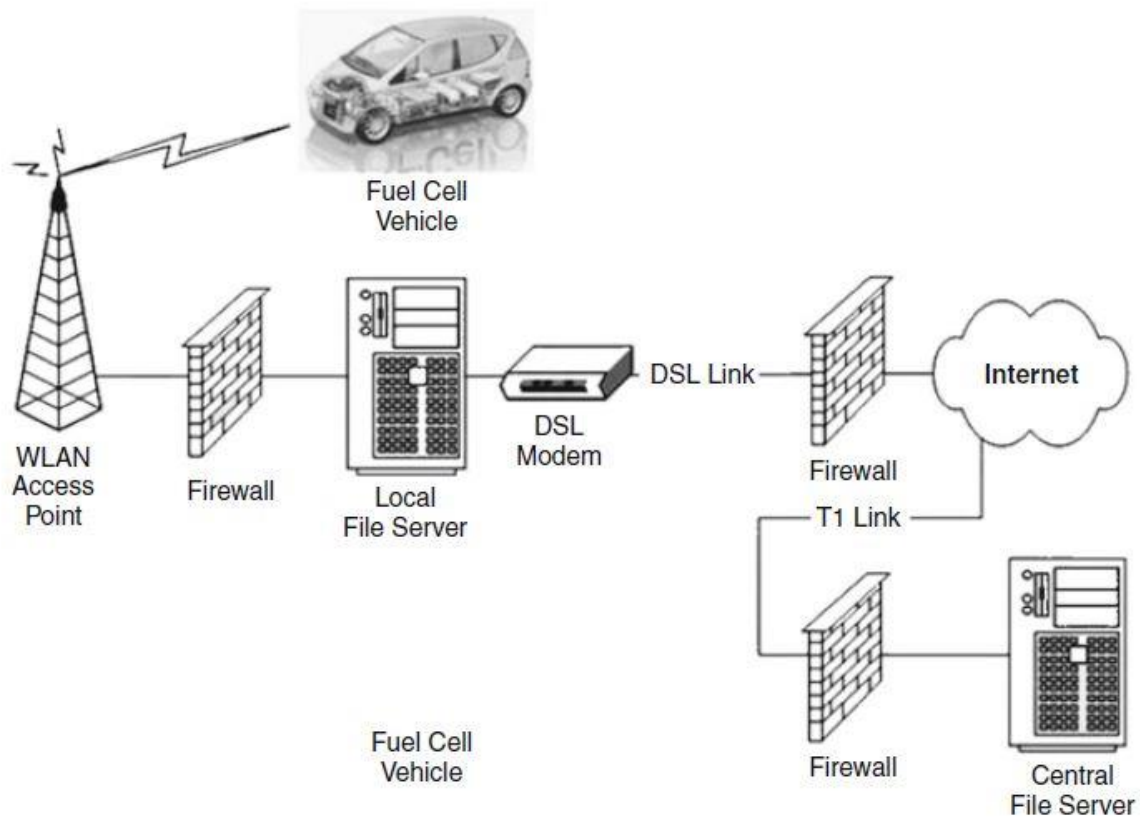 Fuel Cell
Vehicle
WLAN
Access
Point
Firewall
Local
File Server
DSL
Modem
DSL Link
Firewall
Internet
T1 Link
Fuel Cell
Vehicle
Firewall
Central
File Server